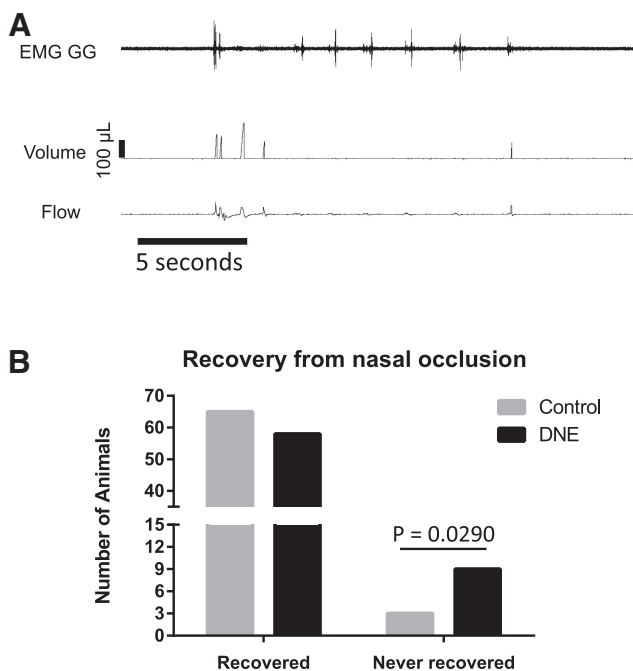 A
EMG GG
Volume
100 µL
Flow
5 seconds
B
Recovery from nasal occlusion
Number of Animals
70
60
50
40
15
12
9
6
3
0
Control
DNE
P = 0.0290
Recovered
Never recovered